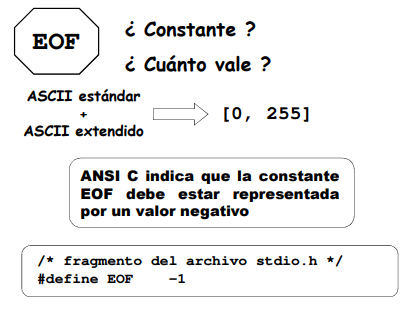 EOF
¿ Constante ?
¿ Cuánto vale ?
ASCII estándar
+
ASCII extendido
[0, 255]
ANSI C indica que la constante
EOF debe estar representada
por un valor negativo
/* fragmento del archivo stdio.h */
#define EOF -1